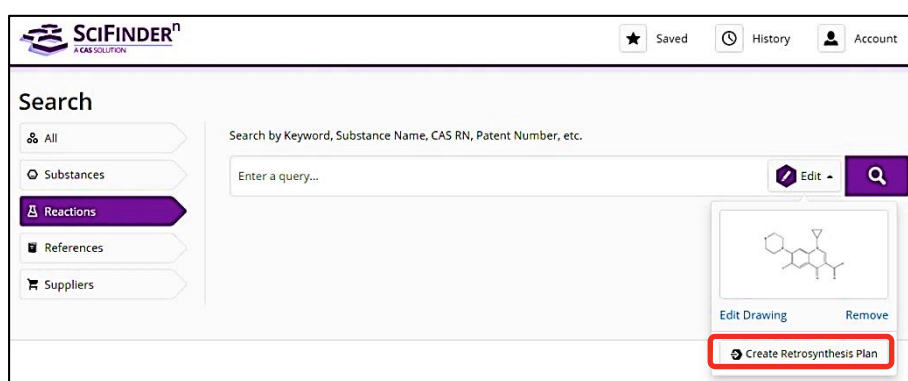 SCIFINDERⁿ
A CAS SOLUTION
Saved
History
Account
Search
All
Search by Keyword, Substance Name, CAS RN, Patent Number, etc.
Substances
Enter a query...
Edit
Reactions
References
Suppliers
Edit Drawing
Remove
Create Retrosynthesis Plan